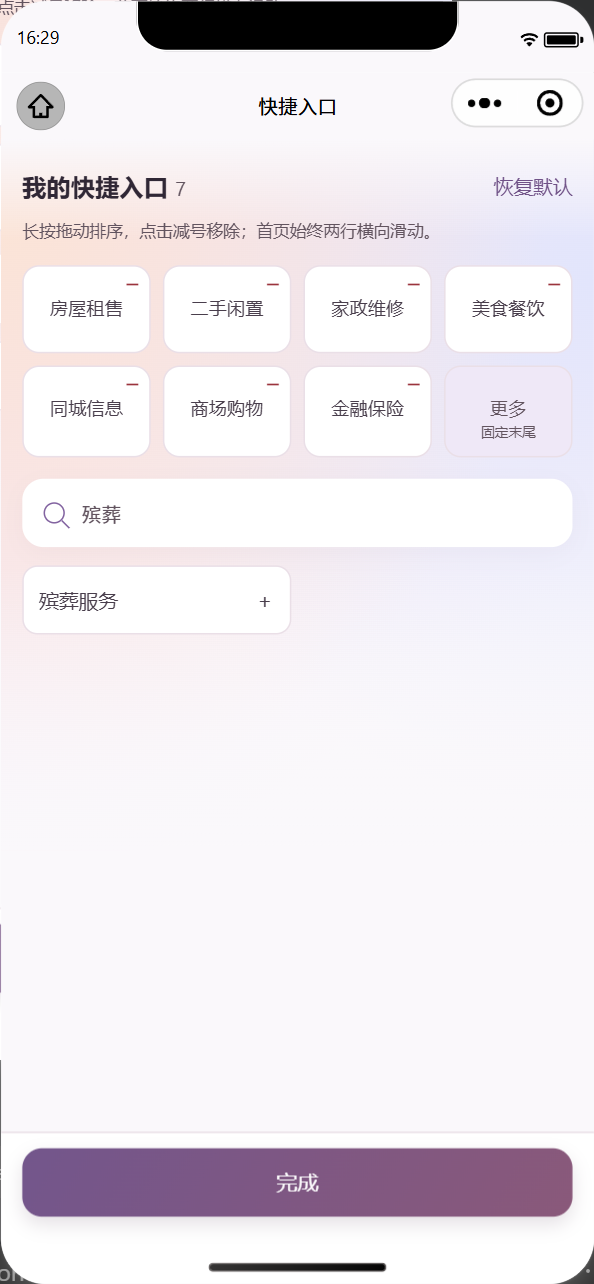 16:29
快捷入口
我的快捷入口 7
恢复默认
长按拖动排序，点击减号移除；首页始终两行横向滑动。
房屋租售 二手闲置 家政维修 美食餐饮
同城信息 商场购物 金融保险 更多
固定末尾
殡葬
殡葬服务 +
完成